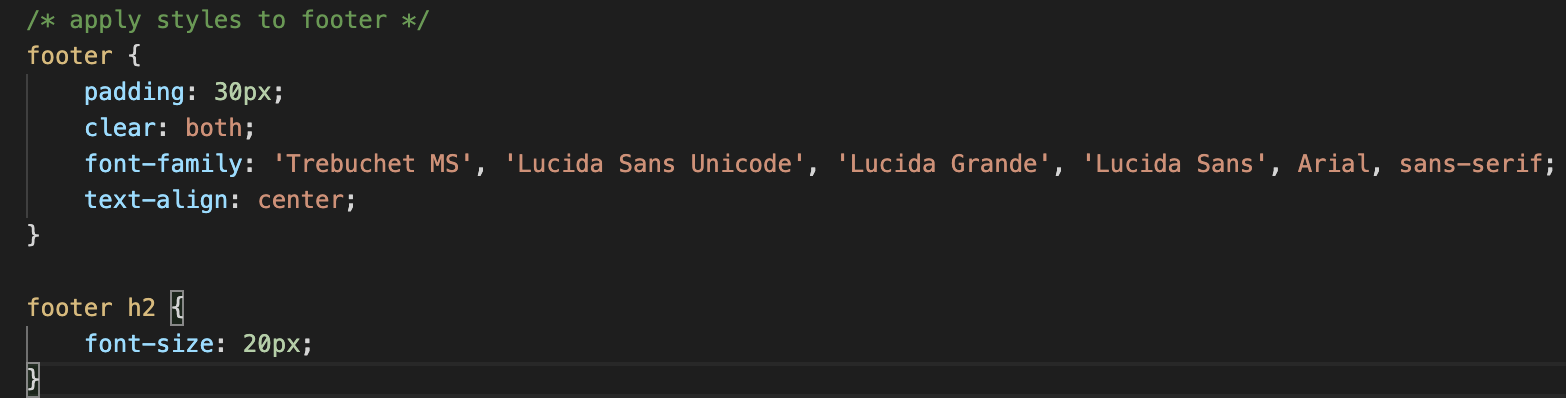 /* apply styles to footer */
footer {
    padding: 30px;
    clear: both;
    font-family: 'Trebuchet MS', 'Lucida Sans Unicode', 'Lucida Grande', 'Lucida Sans', Arial, sans-serif;
    text-align: center;
}

footer h2 {
    font-size: 20px;
}